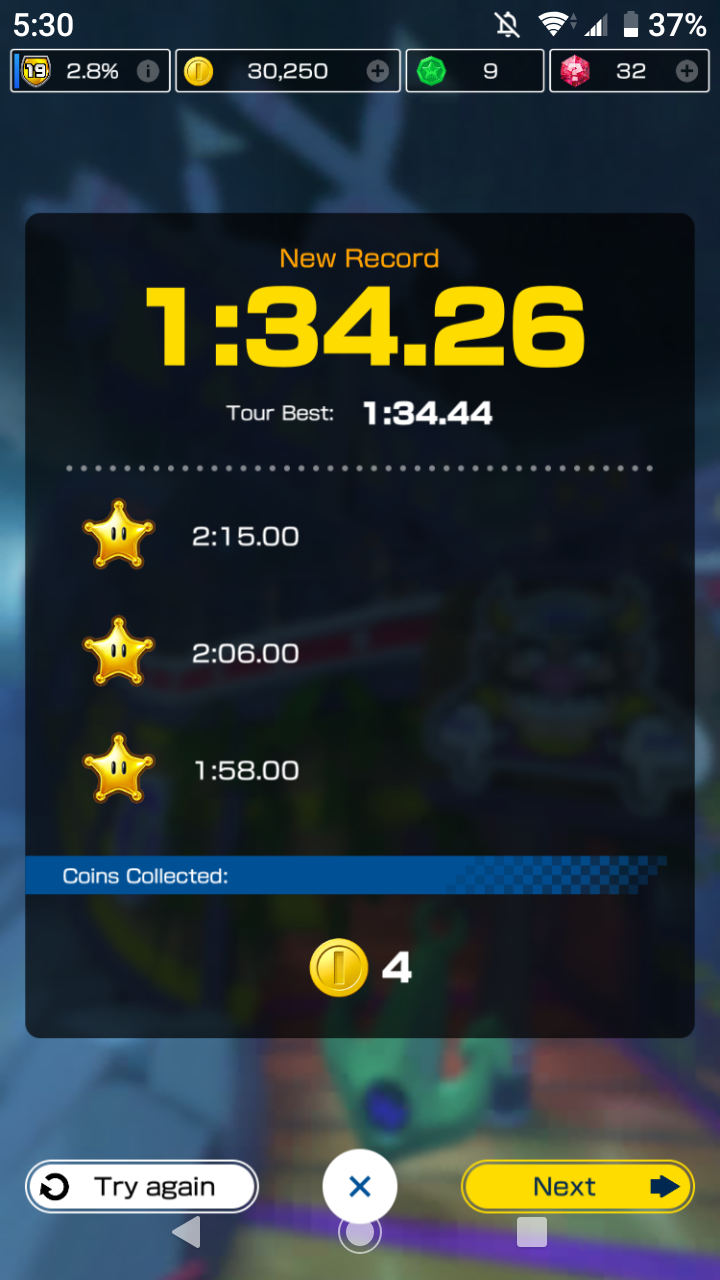 5:30 37%
19 2.8% i 30,250 9 32
New Record
1:34.26
Tour Best: 1:34.44
2:15.00
2:06.00
1:58.00
Coins Collected:
4
Try again × Next